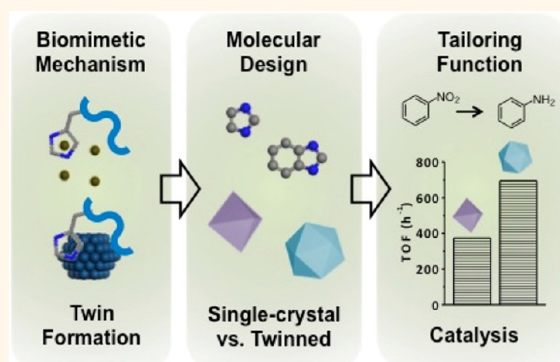 Biomimetic
Mechanism
Twin
Formation
Molecular
Design
Single-crystal
vs. Twinned
Tailoring
Function
NO₂
NH₂
TOF (h⁻¹)
800
600
400
200
0
Catalysis